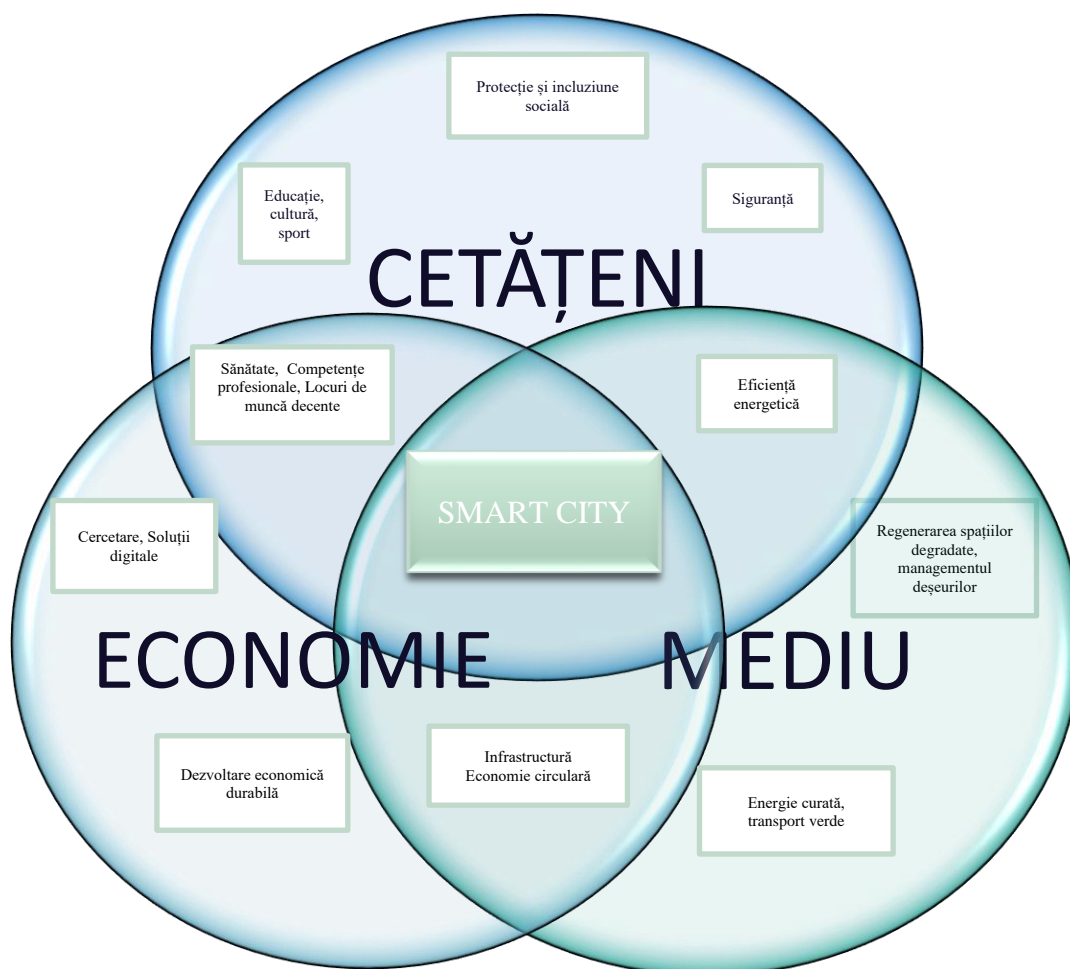 Protecție și incluziune
socială
Educație,
cultură,
sport
Siguranță
CETĂȚENI
Sănătate, Competențe
profesionale, Locuri de
muncă decente
Eficiență
energetică
SMART CITY
Cercetare, Soluții
digitale
Regenerarea spațiilor
degradate,
managementul
deșeurilor
ECONOMIE
MEDIU
Dezvoltare economică
durabilă
Infrastructură
Economie circulară
Energie curată,
transport verde